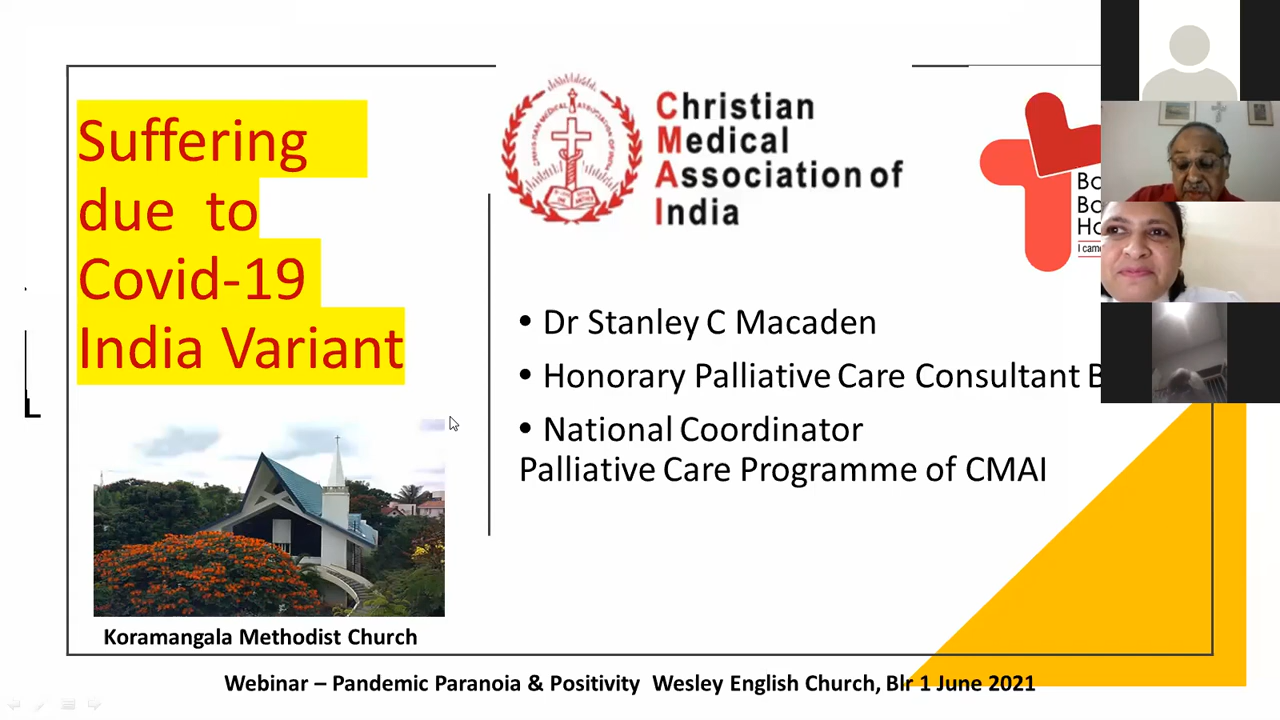 Suffering
due to
Covid-19
India Variant
Christian
Medical
Association of
India
• Dr Stanley C Macaden
• Honorary Palliative Care Consultant
• National Coordinator
Palliative Care Programme of CMAI
L
Koramangala Methodist Church
Webinar – Pandemic Paranoia & Positivity Wesley English Church, Blr 1 June 2021